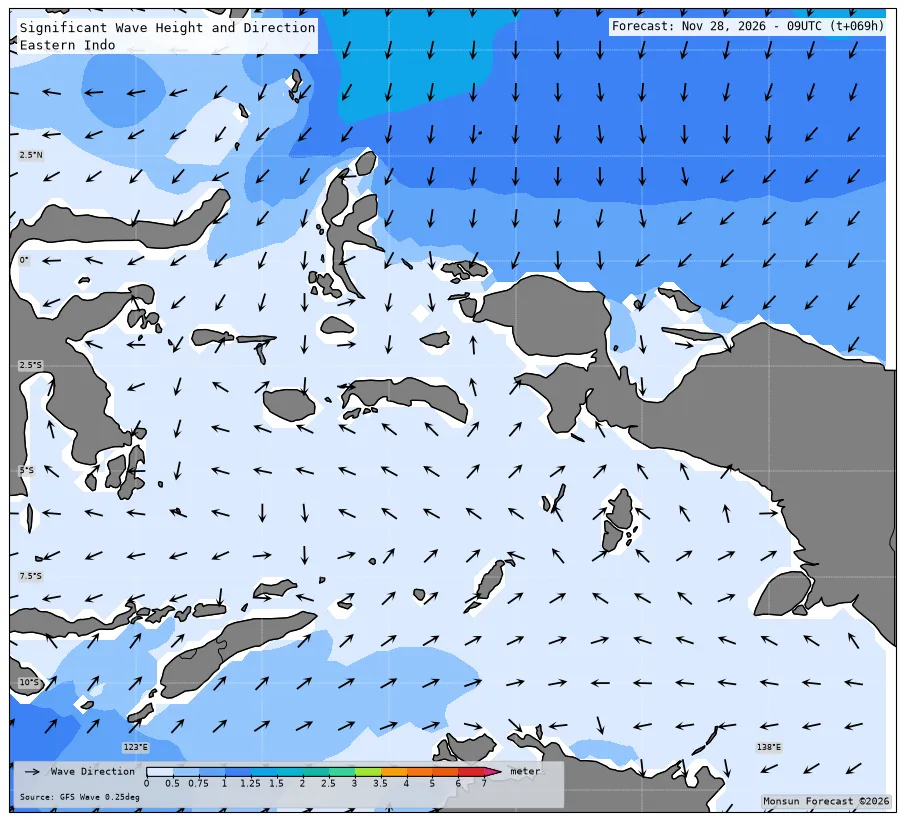 Significant Wave Height and Direction
Eastern Indo
Forecast: Nov 28, 2026 - 09UTC (t+069h)
2.5°N
0°
2.5°S
5°S
7.5°S
10°S
123°E
138°E
Wave Direction
meter
0 0.5 0.75 1 1.25 1.5 2 2.5 3 3.5 4 5 6 7
Source: GFS Wave 0.25deg
Monsun Forecast ©2026